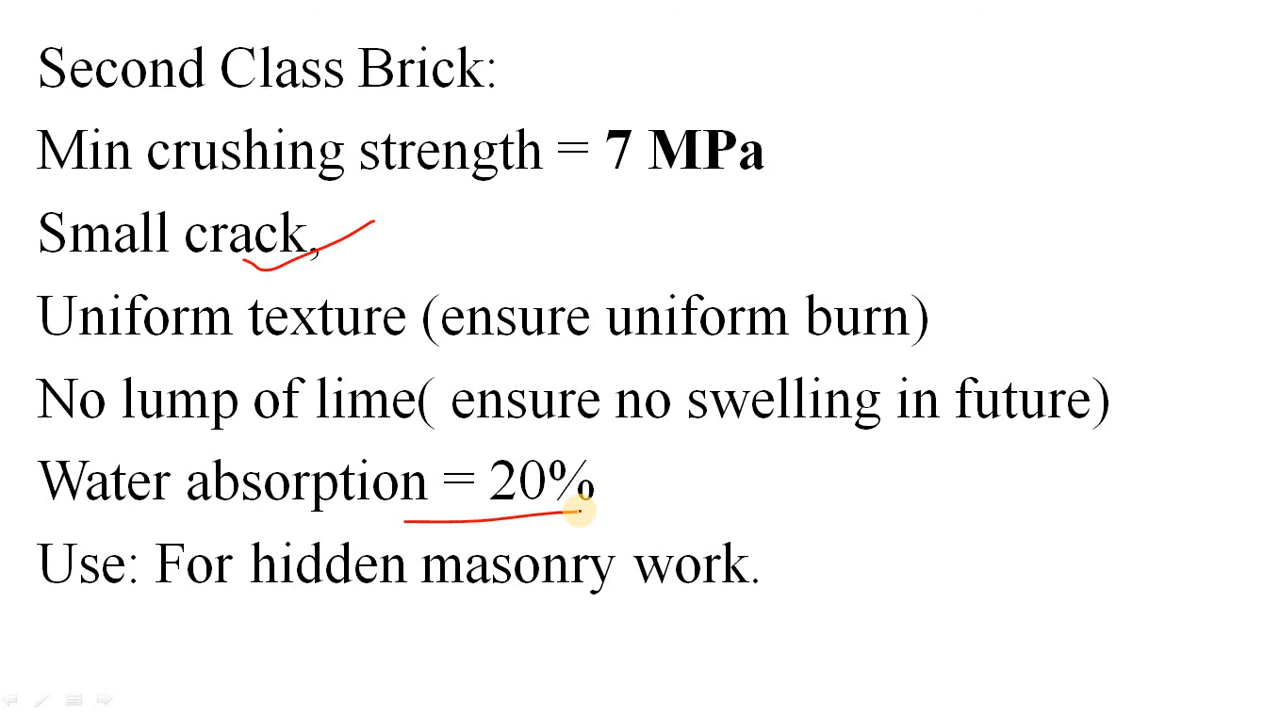 Second Class Brick:
Min crushing strength = 7 MPa
Small crack,
Uniform texture (ensure uniform burn)
No lump of lime( ensure no swelling in future)
Water absorption = 20%
Use: For hidden masonry work.